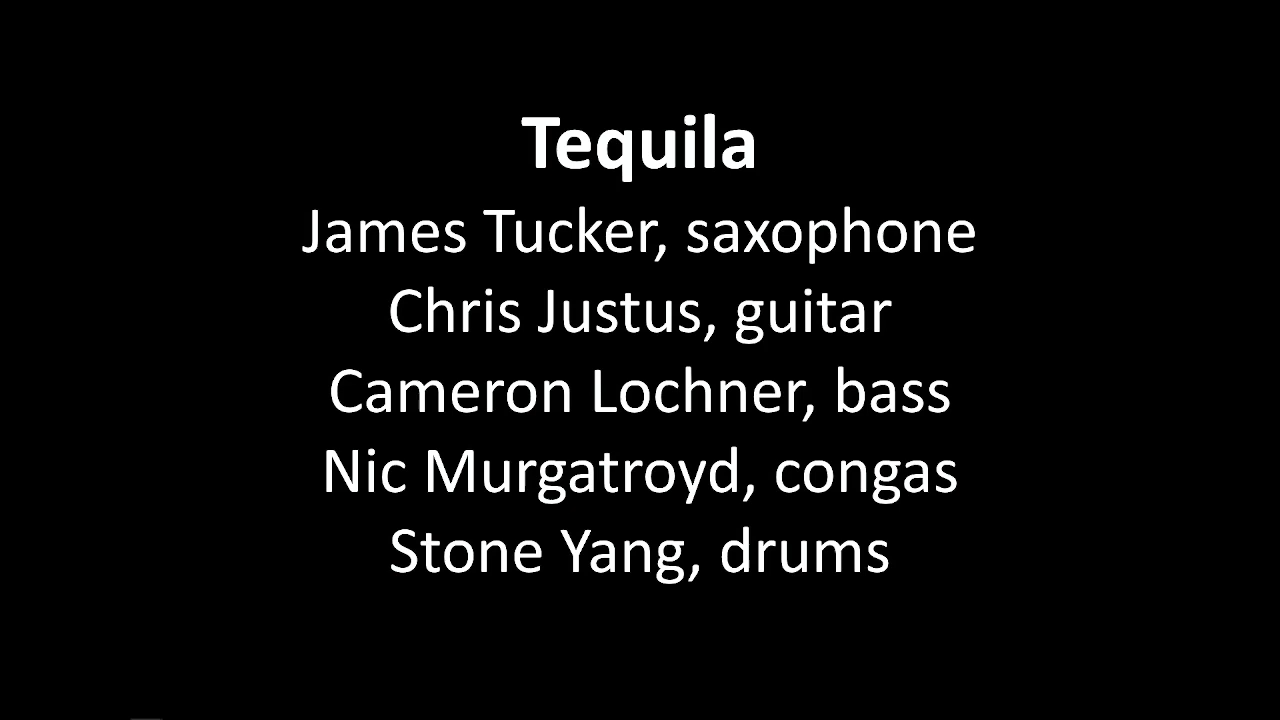 Tequila
James Tucker, saxophone
Chris Justus, guitar
Cameron Lochner, bass
Nic Murgatroyd, congas
Stone Yang, drums